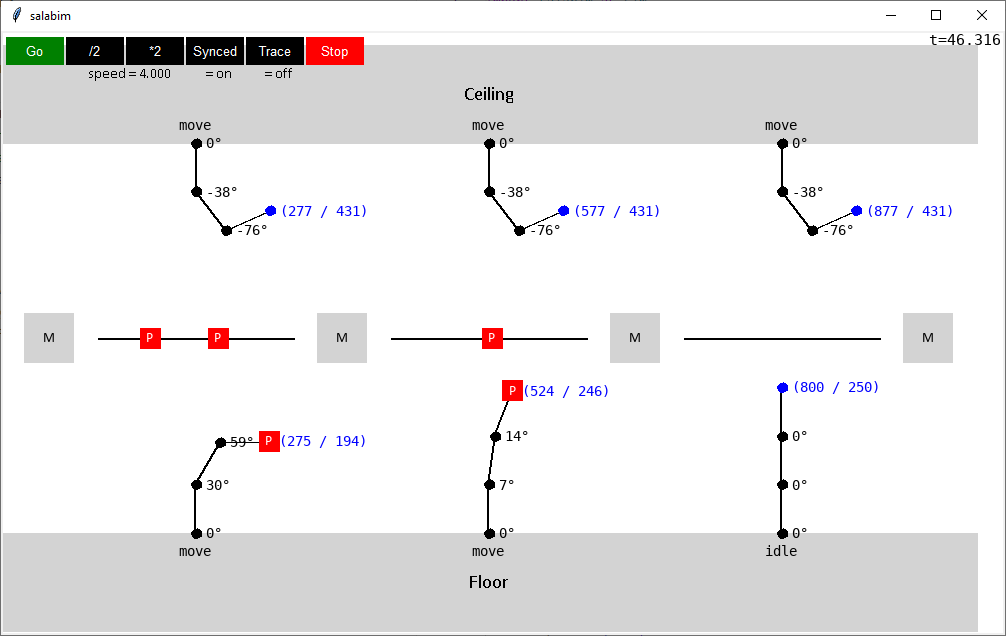 salabim
t=46.316
Go /2 *2 Synced Trace Stop
speed = 4.000 = on = off
Ceiling
move move move
0° 0° 0°
-38° -38° -38°
(277 / 431) (577 / 431) (877 / 431)
-76° -76° -76°
M P P M P M M
(800 / 250)
P (524 / 246)
14° 0°
59° P (275 / 194)
30° 7° 0°
0° 0° 0°
move move idle
Floor